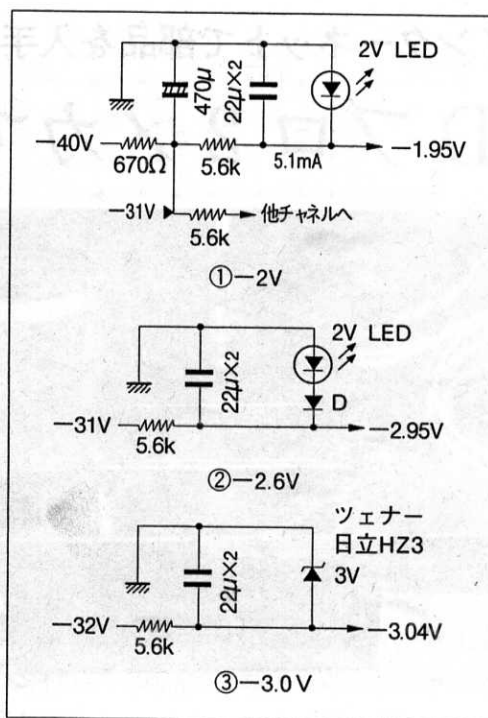 2V LED
470μ
22μ×2
−40V
670Ω
5.6k
5.1mA
−1.95V
−31V
5.6k
他チャネルへ
①−2V
2V LED
22μ×2
D
−31V
5.6k
−2.95V
②−2.6V
ツェナー
日立HZ3
22μ×2
3V
−32V
5.6k
−3.04V
③−3.0V